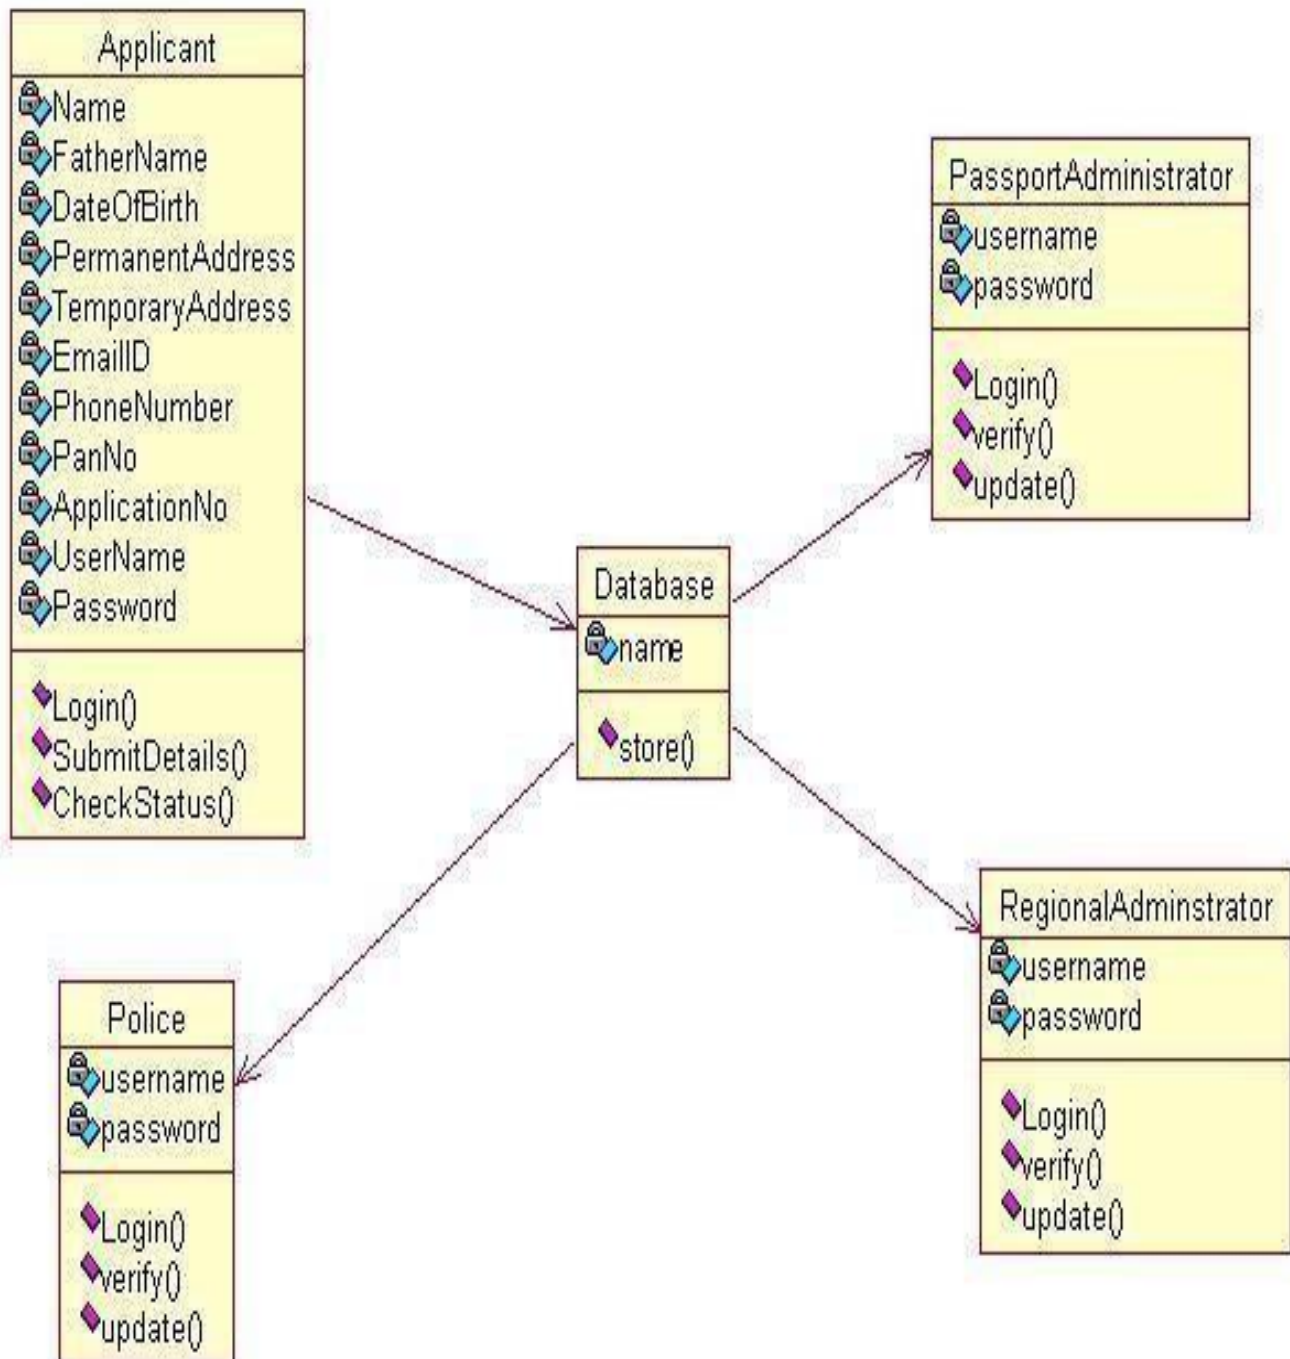 Applicant
Name
FatherName
DateOfBirth
PermanentAddress
TemporaryAddress
EmailID
PhoneNumber
PanNo
ApplicationNo
UserName
Password
Login()
SubmitDetails()
CheckStatus()
PassportAdministrator
username
password
Login()
verify()
update()
Database
name
store()
Police
username
password
Login()
verify()
update()
RegionalAdminstrator
username
password
Login()
verify()
update()